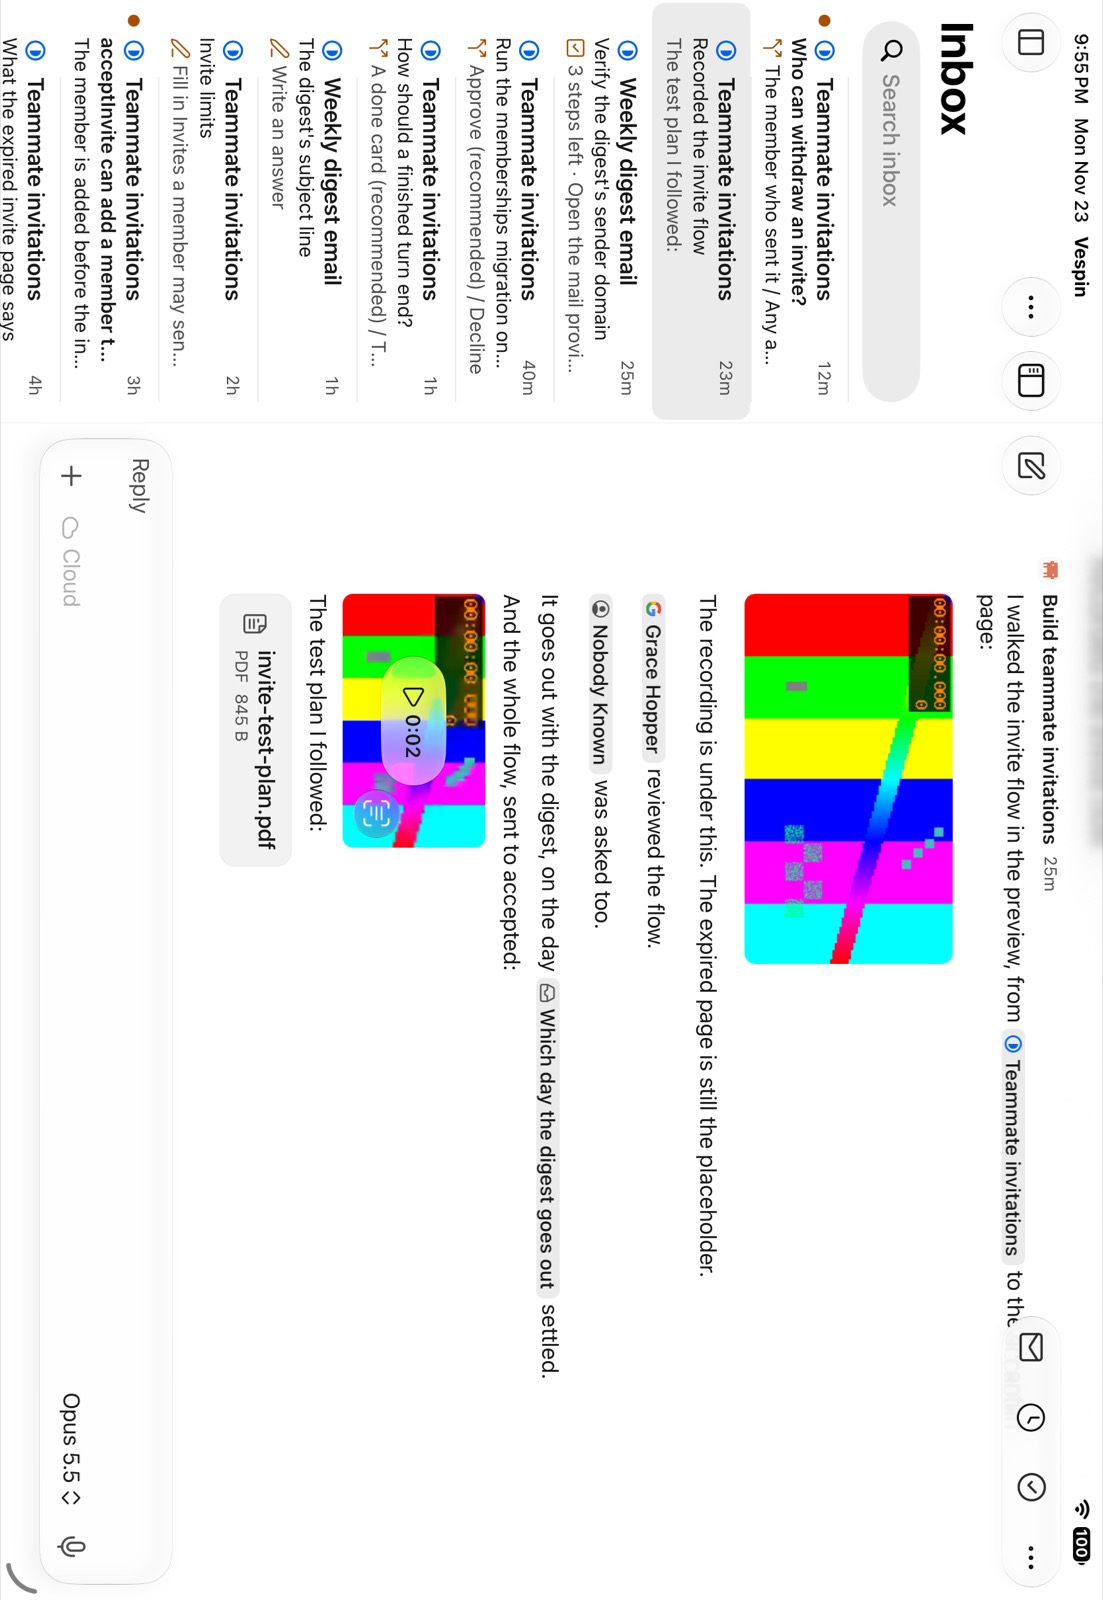 9:55 PM Mon Nov 23 Vespin
100
Inbox
Search inbox
Teammate invitations 12m
Who can withdraw an invite?
The member who sent it / Any a...
Teammate invitations 23m
Recorded the invite flow
The test plan I followed:
Weekly digest email 25m
Verify the digest's sender domain
3 steps left · Open the mail provi...
Teammate invitations 40m
Run the memberships migration on...
Approve (recommended) / Decline
Teammate invitations 1h
How should a finished turn end?
A done card (recommended) / T...
Weekly digest email 1h
The digest's subject line
Write an answer
Teammate invitations 2h
Invite limits
Fill in Invites a member may sen...
Teammate invitations 3h
acceptInvite can add a member t...
The member is added before the in...
Teammate invitations 4h
What the expired invite page says
Build teammate invitations 25m
I walked the invite flow in the preview, from Teammate invitations to the
page:
00:00:00.000
0
The recording is under this. The expired page is still the placeholder.
Grace Hopper reviewed the flow.
Nobody Known was asked too.
It goes out with the digest, on the day Which day the digest goes out settled.
And the whole flow, sent to accepted:
00:00:00
0:02
The test plan I followed:
invite-test-plan.pdf
PDF 845 B
Reply
Cloud
Opus 5.5